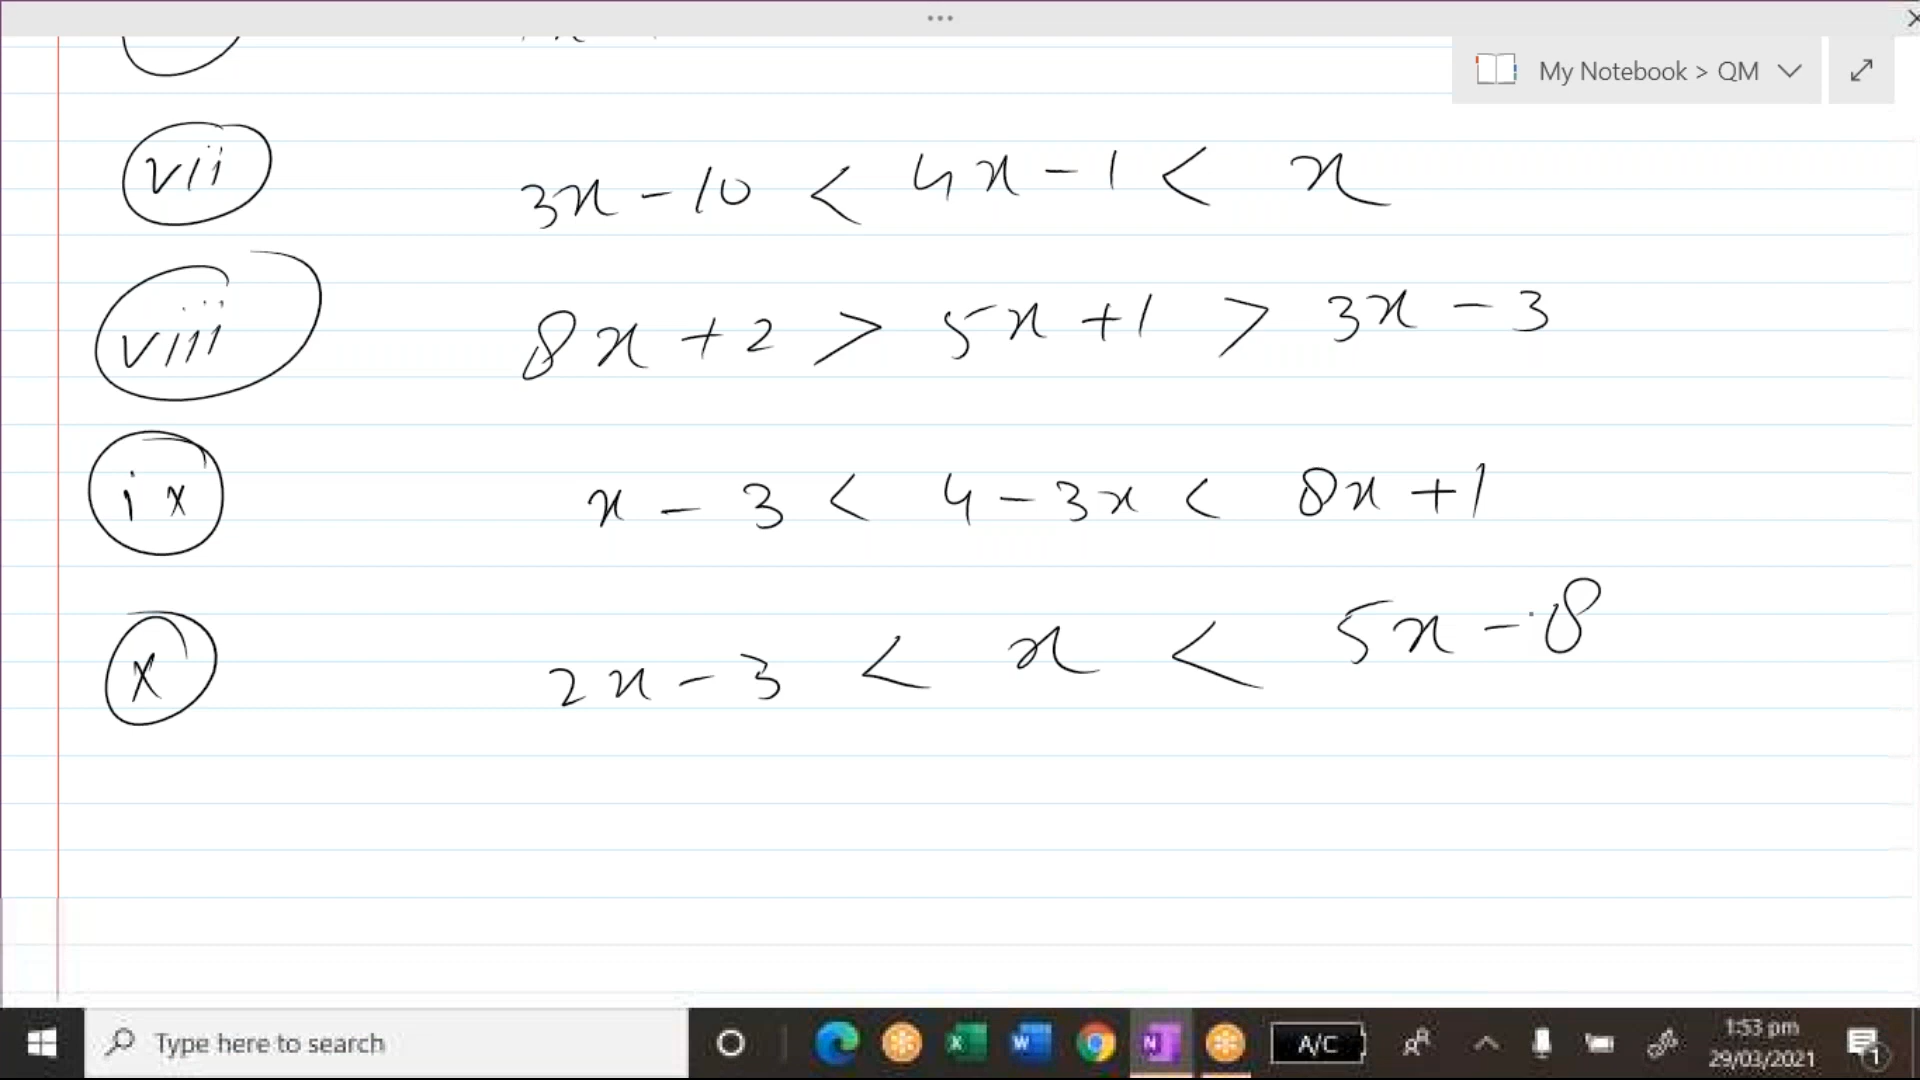 ...
My Notebook > QM
vii 3x - 10 < 4x - 1 < x
viii 8x + 2 > 5x + 1 > 3x - 3
ix x - 3 < 4 - 3x < 8x + 1
x 2x - 3 < x < 5x - 8
Type here to search
A/C
1:53 pm
29/03/2021
1